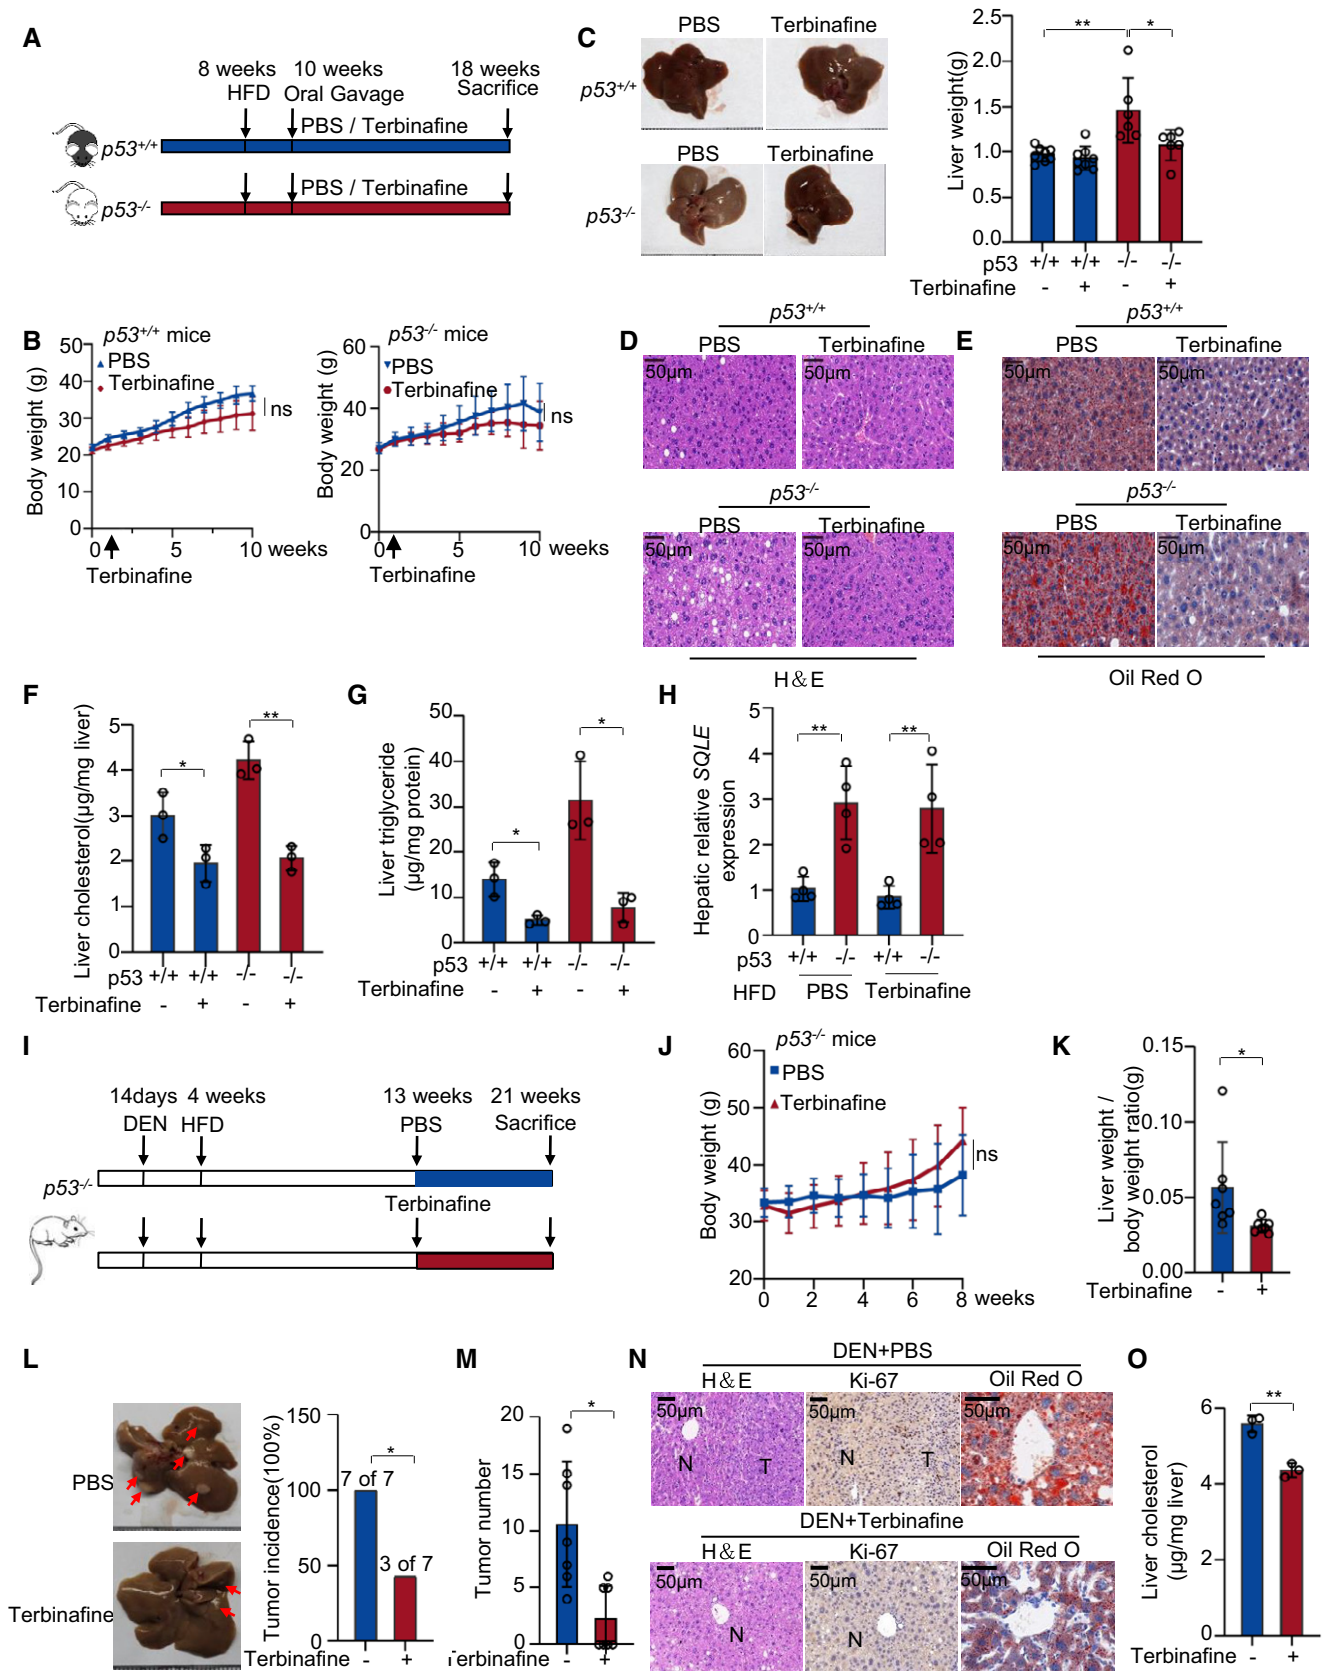 A
8 weeks
HFD
10 weeks
Oral Gavage
18 weeks
Sacrifice
PBS / Terbinafine
p53+/+
PBS / Terbinafine
p53-/-
B
p53+/+ mice
PBS
Terbinafine
Body weight (g)
50
40
30
20
10
0
ns
0 5 10 weeks
Terbinafine
p53-/- mice
PBS
Terbinafine
Body weight (g)
60
40
20
0
ns
0 5 10 weeks
Terbinafine
C
PBS Terbinafine
p53+/+
PBS Terbinafine
p53-/-
Liver weight(g)
2.5
2.0
1.5
1.0
0.5
0.0
** *
p53 +/+ +/+ -/- -/-
Terbinafine - + - +
D
p53+/+
PBS Terbinafine
50μm 50μm
p53-/-
PBS Terbinafine
50μm 50μm
H&E
E
p53+/+
PBS Terbinafine
50μm 50μm
p53-/-
PBS Terbinafine
50μm 50μm
Oil Red O
F
Liver cholesterol(μg/mg liver)
5
4
3
2
1
0
* **
p53 +/+ +/+ -/- -/-
Terbinafine - + - +
G
Liver triglyceride
(μg/mg protein)
50
40
30
20
10
0
* *
p53 +/+ +/+ -/- -/-
Terbinafine - + - +
H
Hepatic relative SQLE
expression
5
4
3
2
1
0
** **
p53 +/+ -/- +/+ -/-
HFD PBS Terbinafine
I
14days
DEN
4 weeks
HFD
13 weeks
PBS
21 weeks
Sacrifice
p53-/-
Terbinafine
J
p53-/- mice
PBS
Terbinafine
Body weight (g)
60
50
40
30
20
ns
0 2 4 6 8 weeks
K
Liver weight /
body weight ratio(g)
0.15
0.10
0.05
0.00
*
Terbinafine - +
L
PBS
Terbinafine
Tumor incidence(100%)
150
100
50
0
*
7 of 7
3 of 7
Terbinafine - +
M
Tumor number
20
15
10
5
0
*
erbinafine - +
N
DEN+PBS
H&E Ki-67 Oil Red O
50μm 50μm 50μm
N T N T
DEN+Terbinafine
H&E Ki-67 Oil Red O
50μm 50μm 50μm
N N
O
Liver cholesterol
(μg/mg liver)
6
4
2
0
**
Terbinafine - +